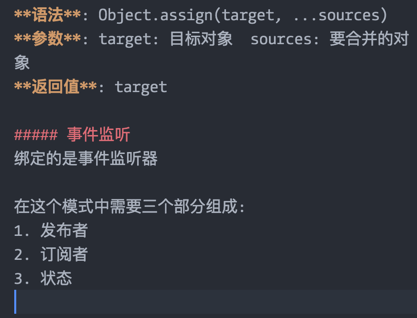 **语法**: Object.assign(target, ...sources)
**参数**: target: 目标对象  sources: 要合并的对
象
**返回值**: target
##### 事件监听
绑定的是事件监听器
在这个模式中需要三个部分组成:
1. 发布者
2. 订阅者
3. 状态